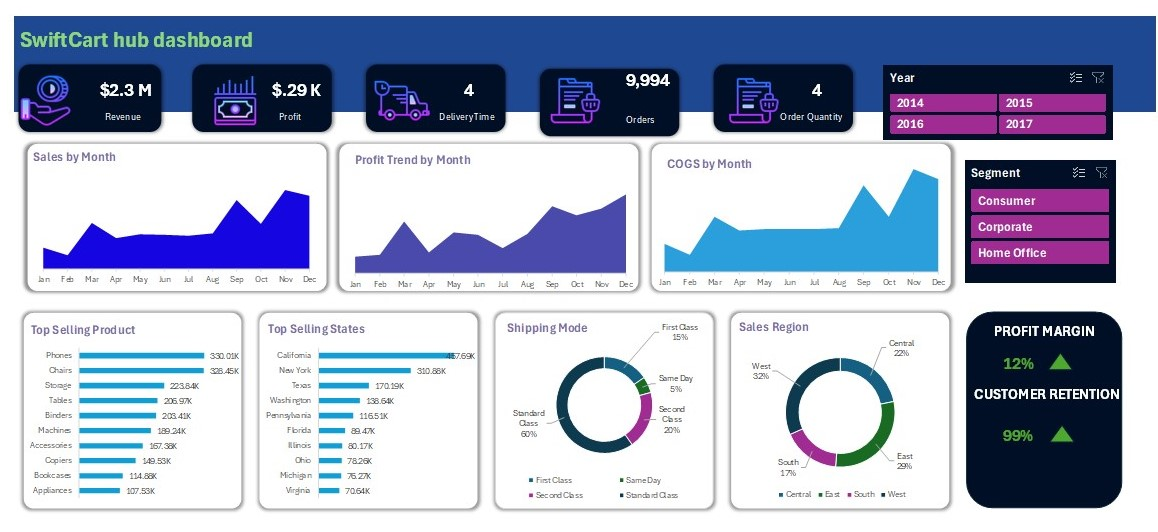 SwiftCart hub dashboard
$2.3 M
Revenue
$.29 K
Profit
4
DeliveryTime
9,994
Orders
4
Order Quantity
Year
2014
2015
2016
2017
Sales by Month
Jan Feb Mar Apr May Jun Jul Aug Sep Oct Nov Dec
Profit Trend by Month
Jan Feb Mar Apr May Jun Jul Aug Sep Oct Nov Dec
COGS by Month
Jan Feb Mar Apr May Jun Jul Aug Sep Oct Nov Dec
Segment
Consumer
Corporate
Home Office
Top Selling Product
Phones 330.01K
Chairs 328.45K
Storage 223.84K
Tables 206.97K
Binders 203.41K
Machines 189.24K
Accessories 167.38K
Copiers 149.53K
Bookcases 114.88K
Appliances 107.53K
Top Selling States
California 457.69K
New York 310.88K
Texas 170.19K
Washington 138.64K
Pennsylvania 116.51K
Florida 89.47K
Illinois 80.17K
Ohio 78.26K
Michigan 76.27K
Virginia 70.64K
Shipping Mode
First Class
15%
Same Day
5%
Second
Class
20%
Standard
Class
60%
First Class
Same Day
Second Class
Standard Class
Sales Region
Central
22%
West
32%
East
29%
South
17%
Central East South West
PROFIT MARGIN
12%
CUSTOMER RETENTION
99%